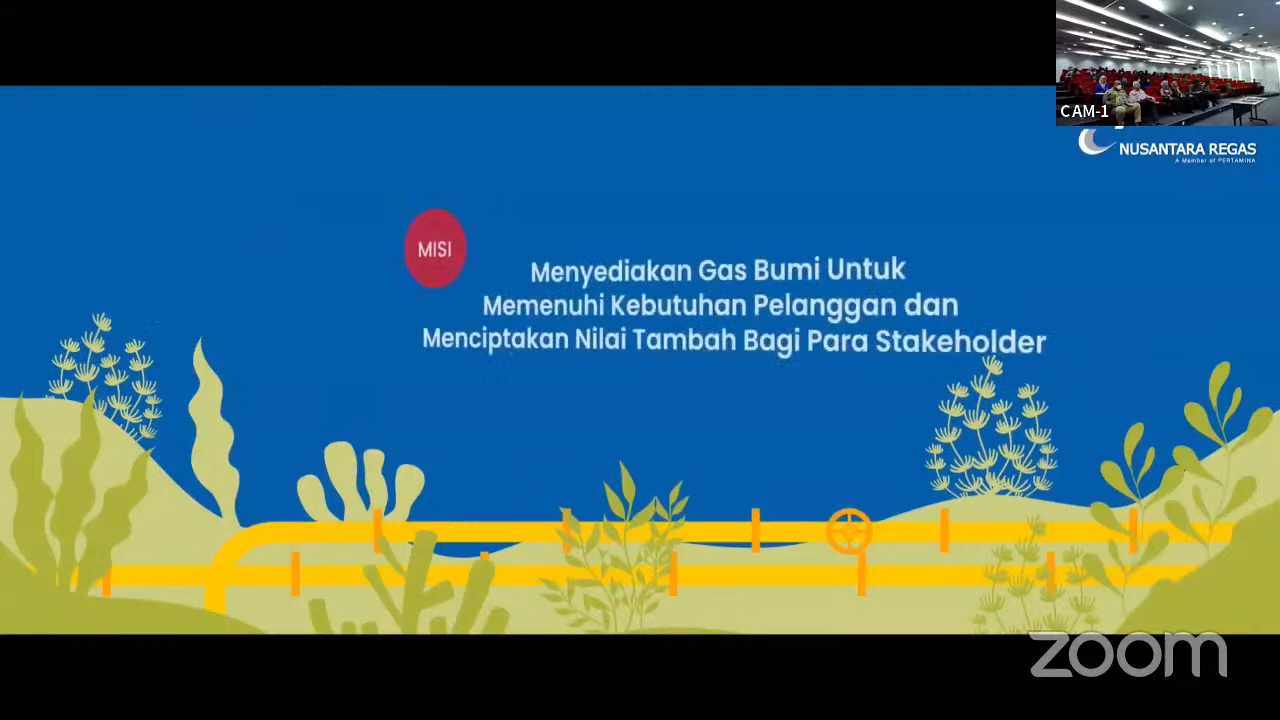 CAM-1
NUSANTARA REGAS
A Member of PERTAMINA
MISI
Menyediakan Gas Bumi Untuk
Memenuhi Kebutuhan Pelanggan dan
Menciptakan Nilai Tambah Bagi Para Stakeholder
zoom